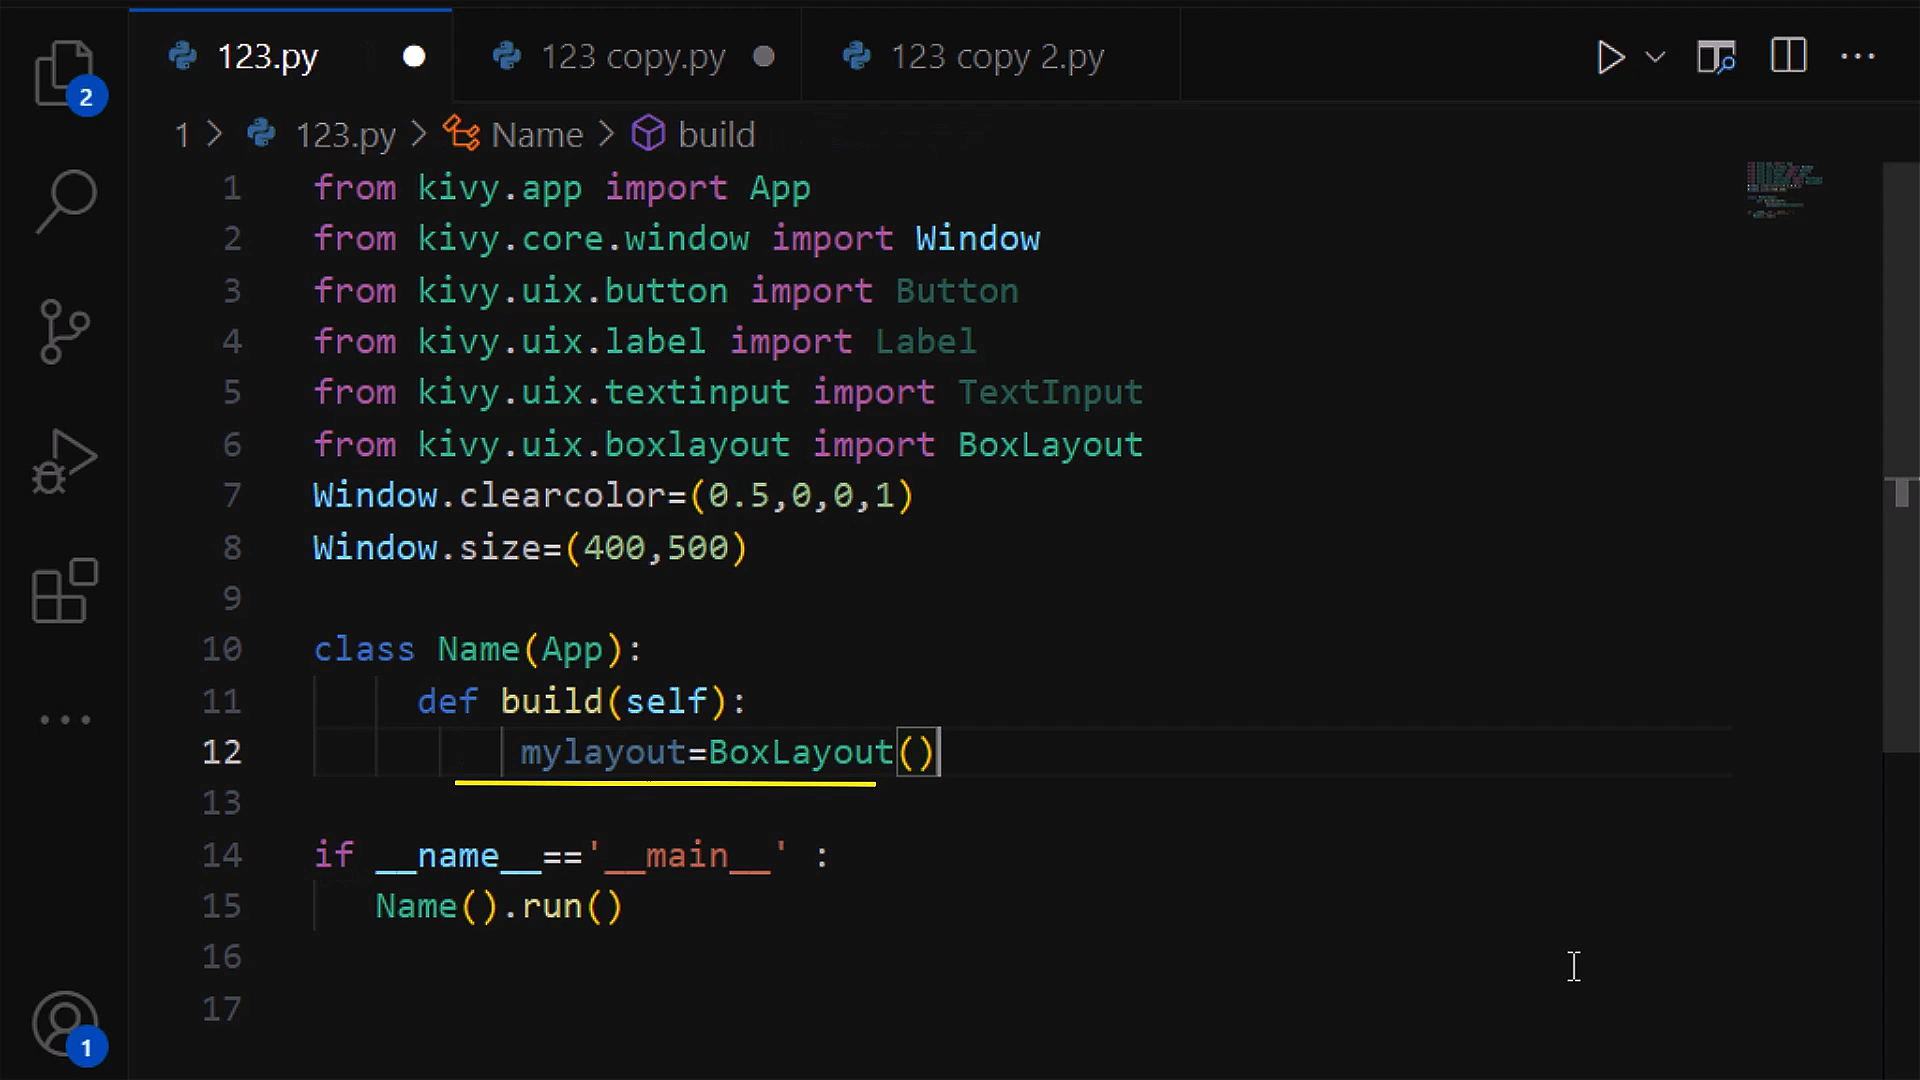 123.py 123 copy.py 123 copy 2.py
2
1 > 123.py > Name > build
1 from kivy.app import App
2 from kivy.core.window import Window
3 from kivy.uix.button import Button
4 from kivy.uix.label import Label
5 from kivy.uix.textinput import TextInput
6 from kivy.uix.boxlayout import BoxLayout
7 Window.clearcolor=(0.5,0,0,1)
8 Window.size=(400,500)
9
10 class Name(App):
11 def build(self):
12 mylayout=BoxLayout()
13
14 if __name__=='__main__' :
15 Name().run()
16
17
1